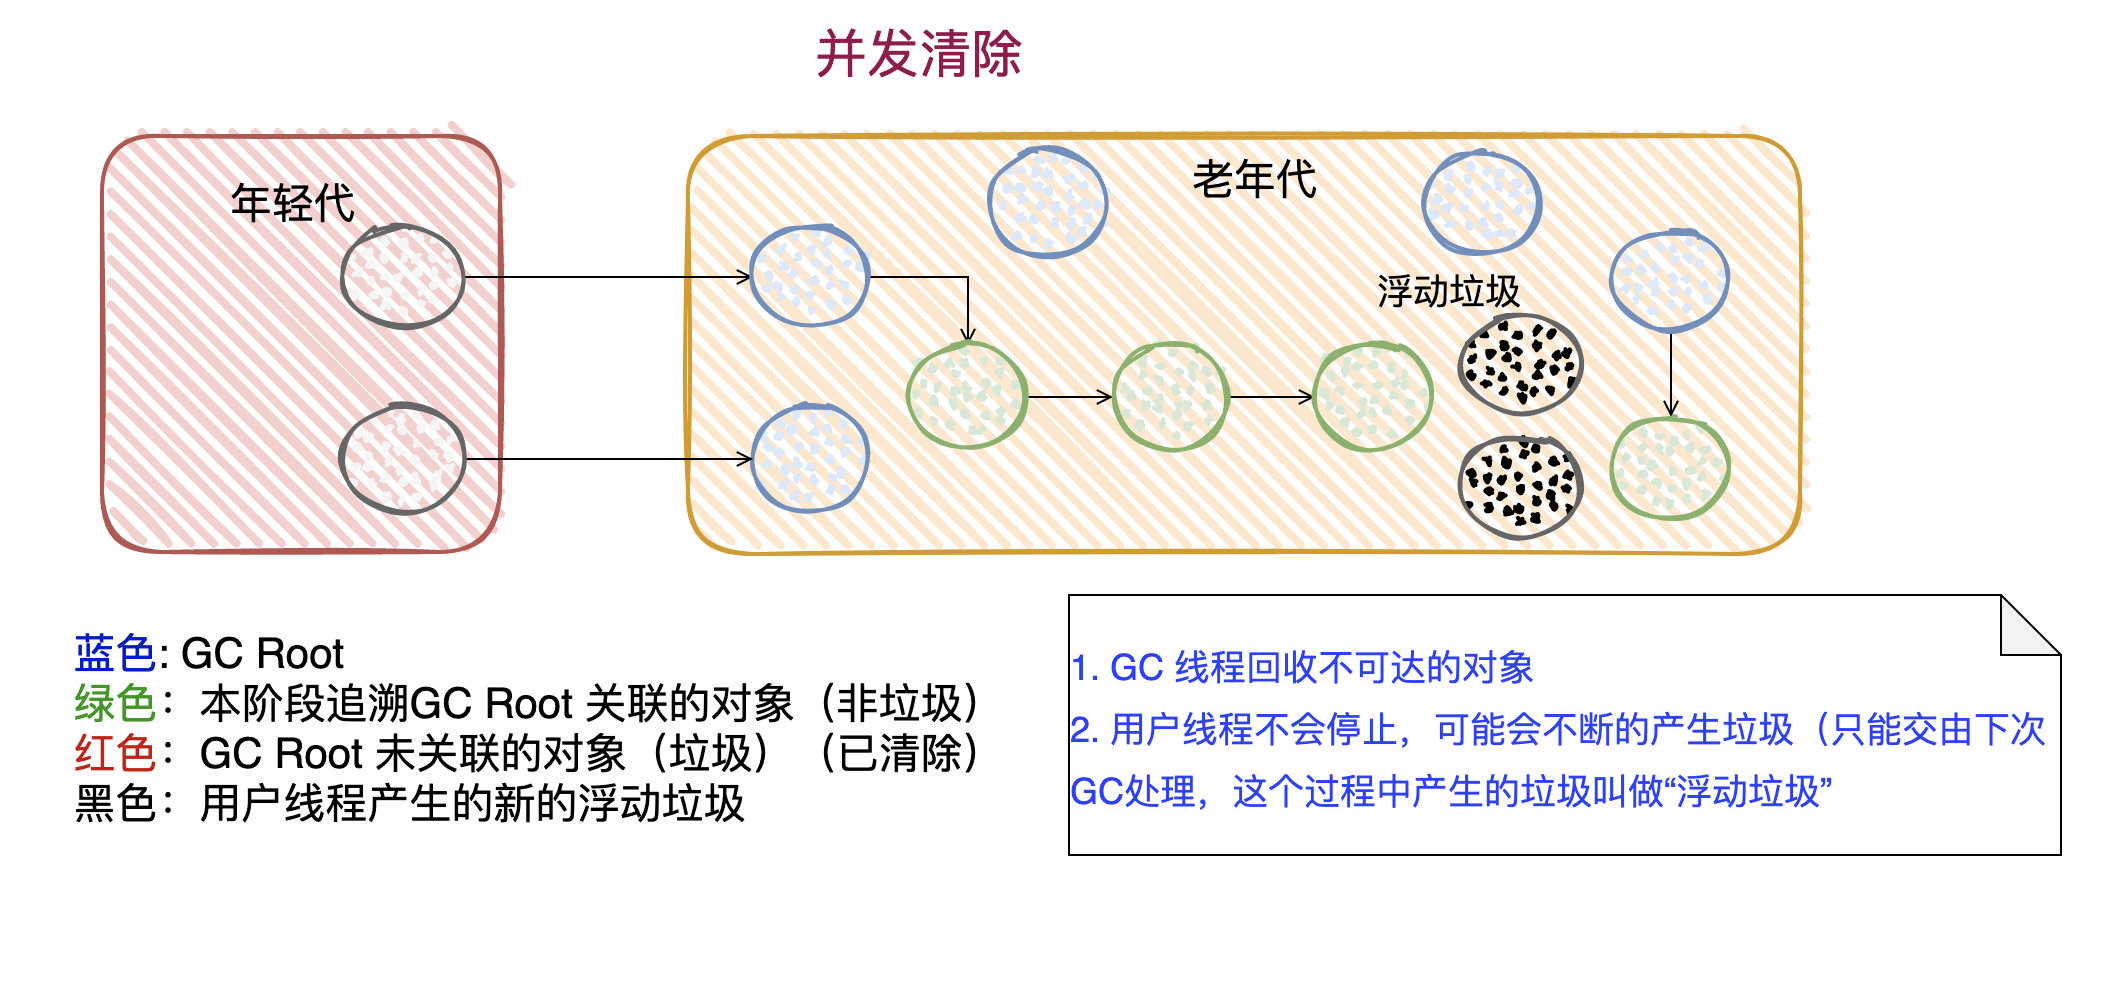 并发清除
年轻代
老年代
浮动垃圾
蓝色: GC Root
绿色：本阶段追溯GC Root 关联的对象（非垃圾）
红色：GC Root 未关联的对象（垃圾）（已清除）
黑色：用户线程产生的新的浮动垃圾
1. GC 线程回收不可达的对象
2. 用户线程不会停止，可能会不断的产生垃圾（只能交由下次
GC处理，这个过程中产生的垃圾叫做“浮动垃圾”